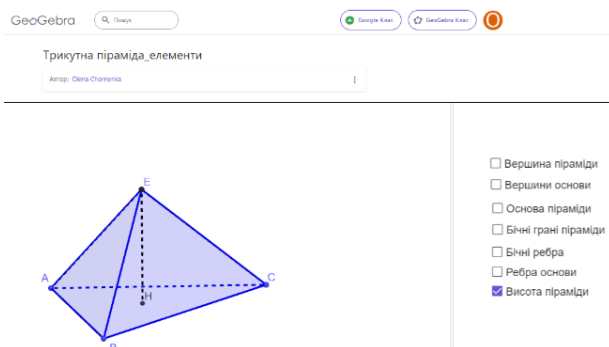 GeoGebra
Пошук
Google Клас
GeoGebra Клас
O
Трикутна піраміда_елементи
Автор: Olena Chornenka
E
A
C
H
B
Вершина піраміди
Вершини основи
Основа піраміди
Бічні грані піраміди
Бічні ребра
Ребра основи
Висота піраміди